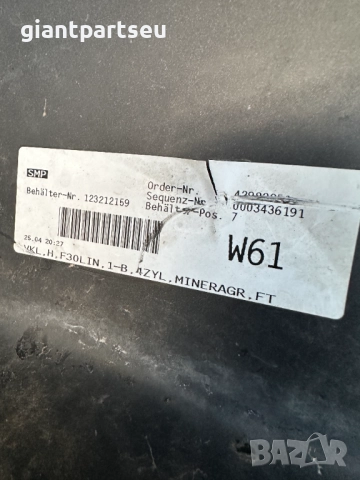 giantpartseu
SMP
Order-Nr.
Behälter-Nr. 123212159 Sequenz-Nr. 0003436191
Behälter-Pos. 7
W61
25.04 20:27
VKL,H,F30LIN,1-B,4ZYL,MINERAGR,FT
BAZAR